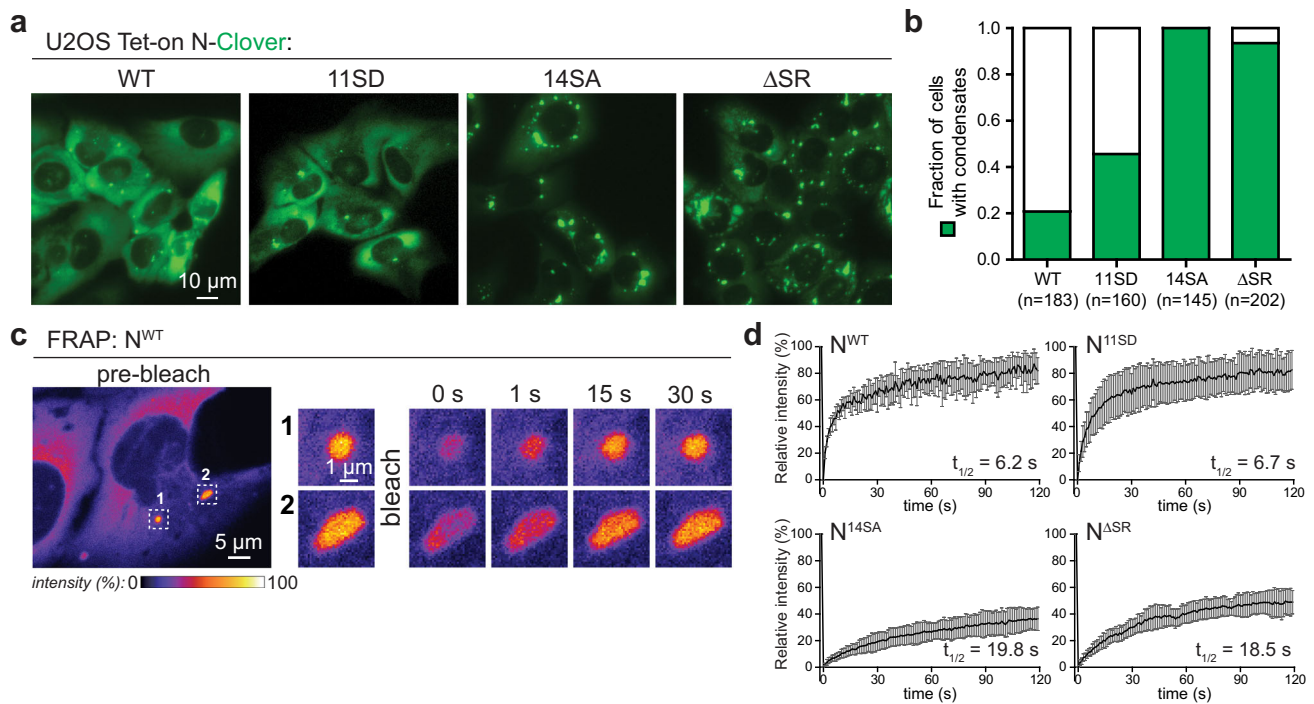 a
U2OS Tet-on N-Clover:
WT 11SD 14SA ΔSR
10 μm
b
Fraction of cells
with condensates
1.0
0.8
0.6
0.4
0.2
0.0
WT 11SD 14SA ΔSR
(n=183) (n=160) (n=145) (n=202)
c
FRAP: Nᵂᵀ
pre-bleach
1
2
5 μm
intensity (%): 0 100
1
1 μm
2
bleach
0 s 1 s 15 s 30 s
d
Nᵂᵀ
Relative intensity (%)
100
80
60
40
20
0
t1/2 = 6.2 s
0 30 60 90 120
time (s)
N¹¹ˢᴰ
100
80
60
40
20
0
t1/2 = 6.7 s
0 30 60 90 120
time (s)
N¹⁴ˢᴬ
Relative intensity (%)
100
80
60
40
20
0
t1/2 = 19.8 s
0 30 60 90 120
time (s)
N^ΔSR
100
80
60
40
20
0
t1/2 = 18.5 s
0 30 60 90 120
time (s)